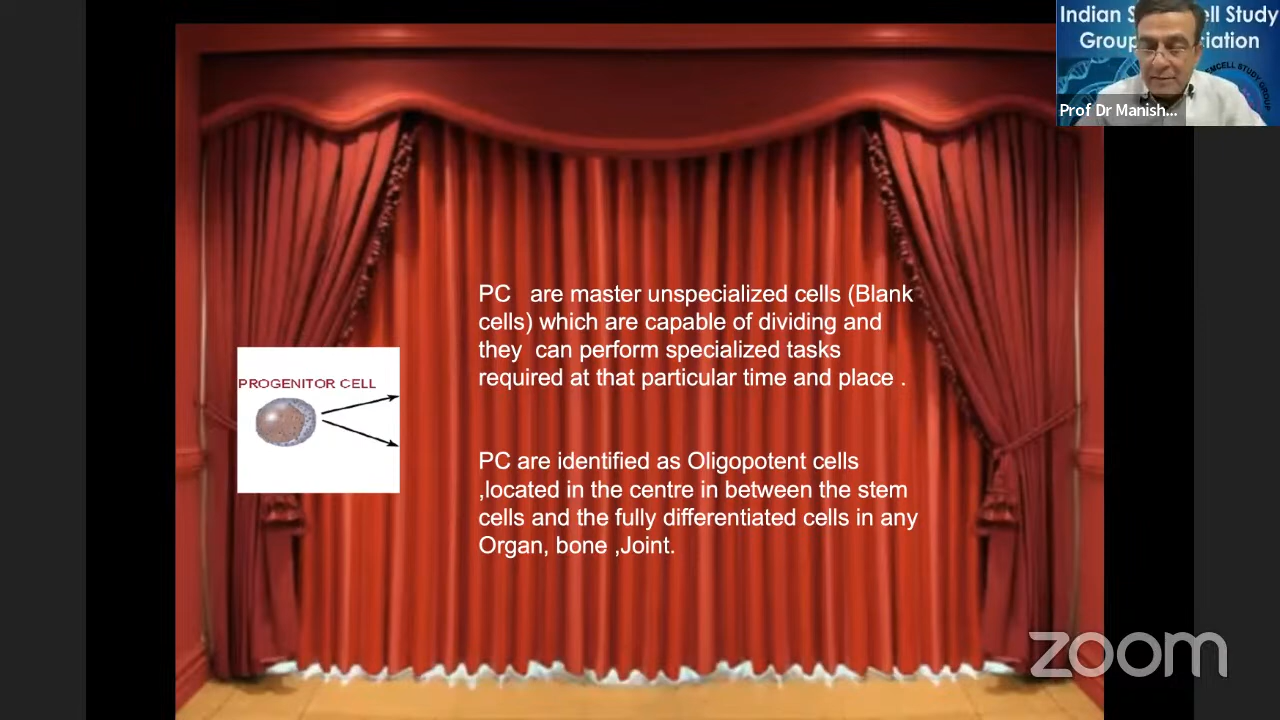 Indian S ell Study
Group iation
STEMCELL STUDY GROUP
Prof Dr Manish...
PC are master unspecialized cells (Blank
cells) which are capable of dividing and
they can perform specialized tasks
required at that particular time and place .
PROGENITOR CELL
PC are identified as Oligopotent cells
,located in the centre in between the stem
cells and the fully differentiated cells in any
Organ, bone ,Joint.
zoom